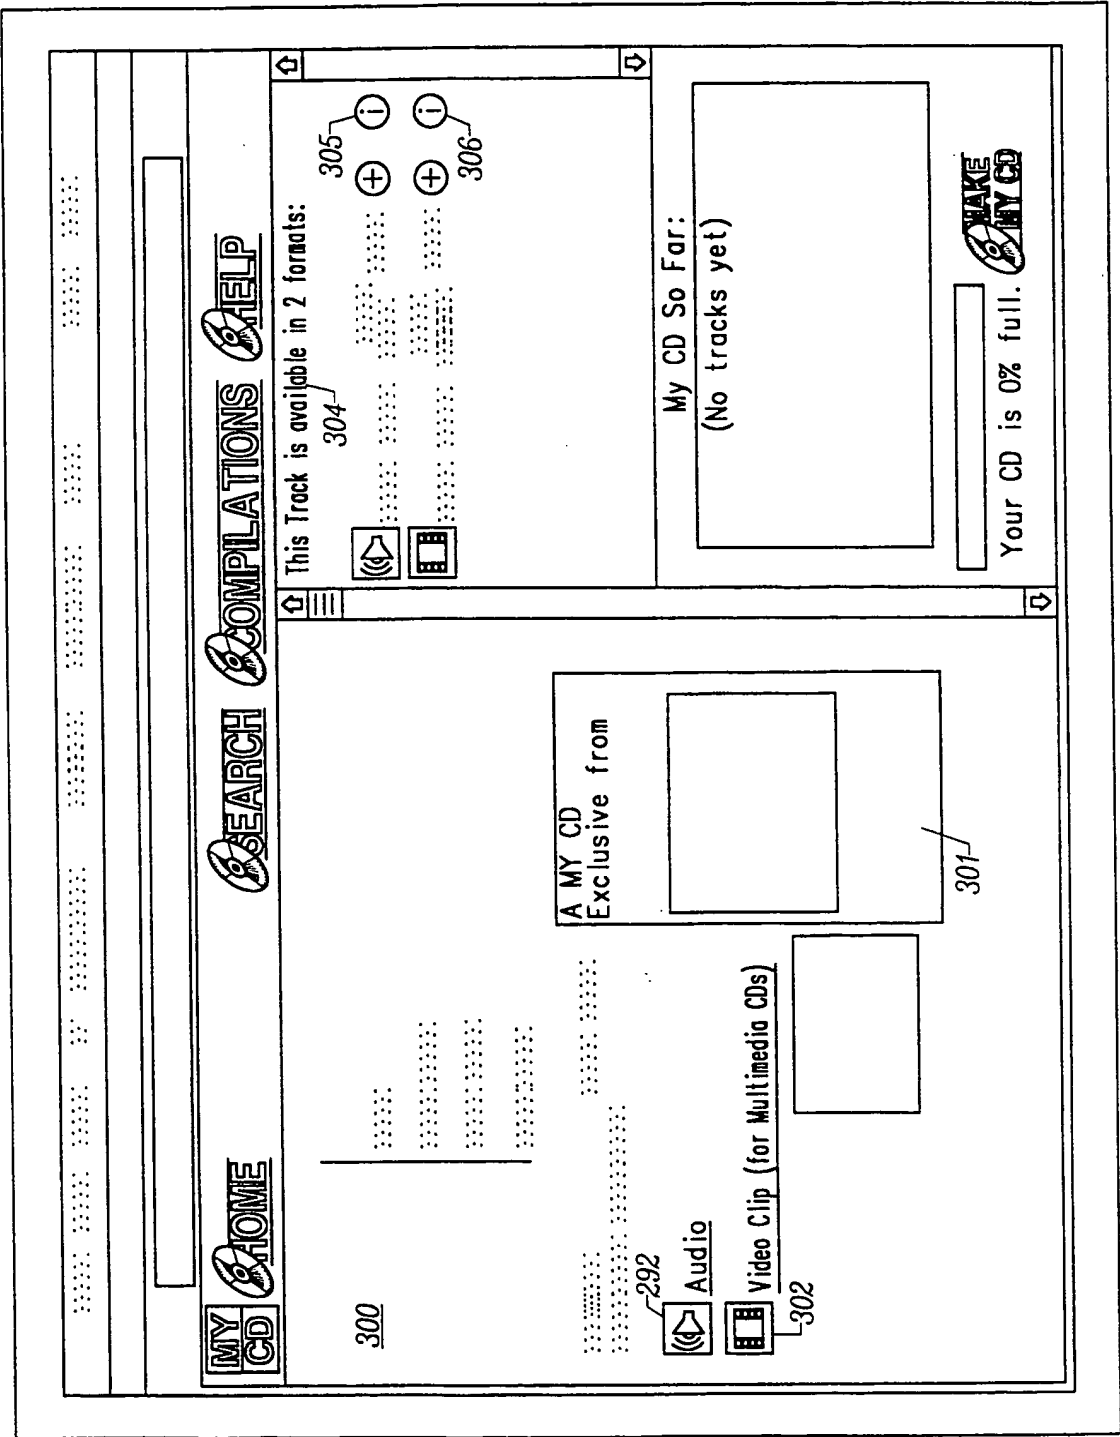 MY
CD
HOME
SEARCH
COMPILATIONS
HELP
300
292
Audio
302
Video Clip (for Multimedia CDs)
A MY CD
Exclusive from
301
This Track is available in 2 formats:
304
305
306
My CD So Far:
(No tracks yet)
Your CD is 0% full.
MAKE
MY CD